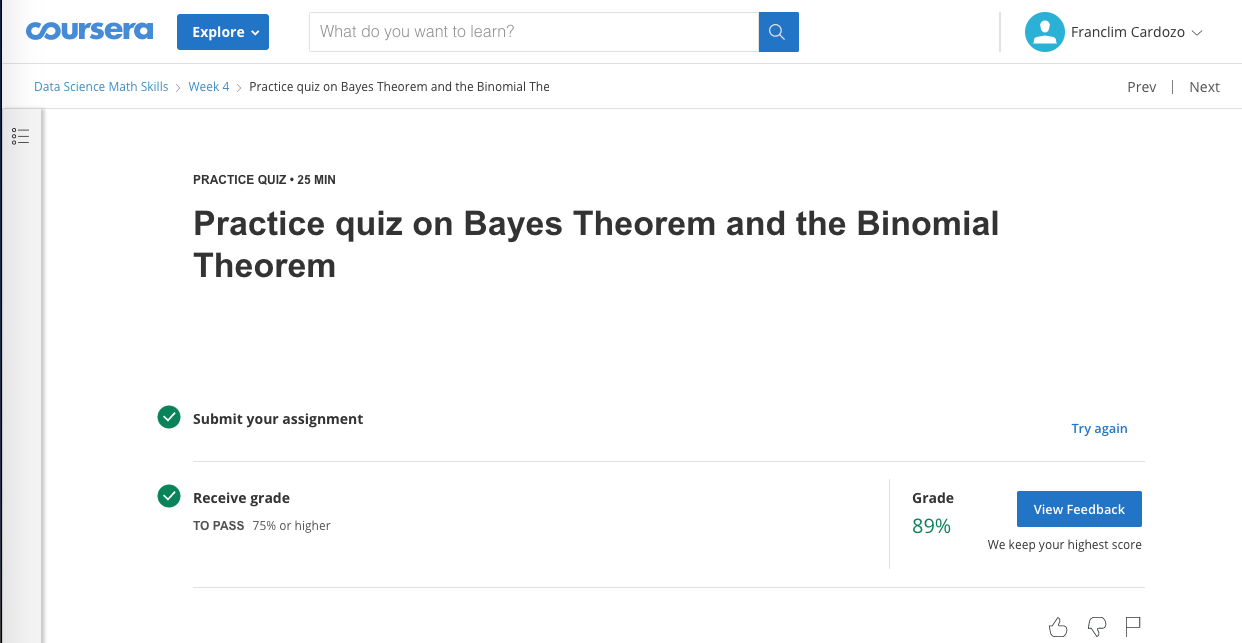 coursera
Explore
What do you want to learn?
Franclim Cardozo
Data Science Math Skills
Week 4
Practice quiz on Bayes Theorem and the Binomial The
Prev
Next
PRACTICE QUIZ • 25 MIN
Practice quiz on Bayes Theorem and the Binomial
Theorem
Submit your assignment
Try again
Receive grade
TO PASS 75% or higher
Grade
89%
View Feedback
We keep your highest score